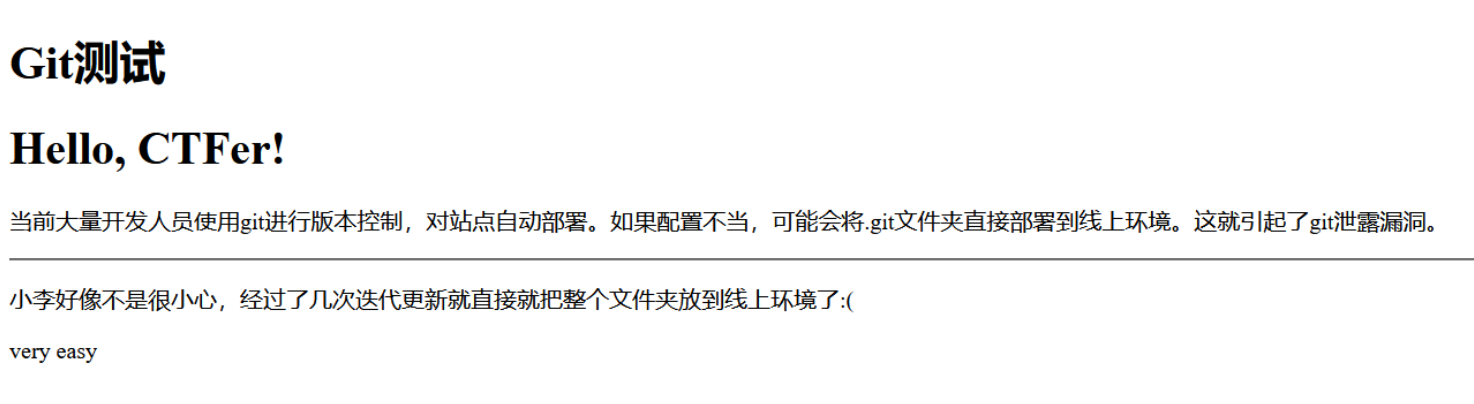 Git测试
Hello, CTFer!
当前大量开发人员使用git进行版本控制，对站点自动部署。如果配置不当，可能会将.git文件夹直接部署到线上环境。这就引起了git泄露漏洞。
小李好像不是很小心，经过了几次迭代更新就直接就把整个文件夹放到线上环境了:(
very easy